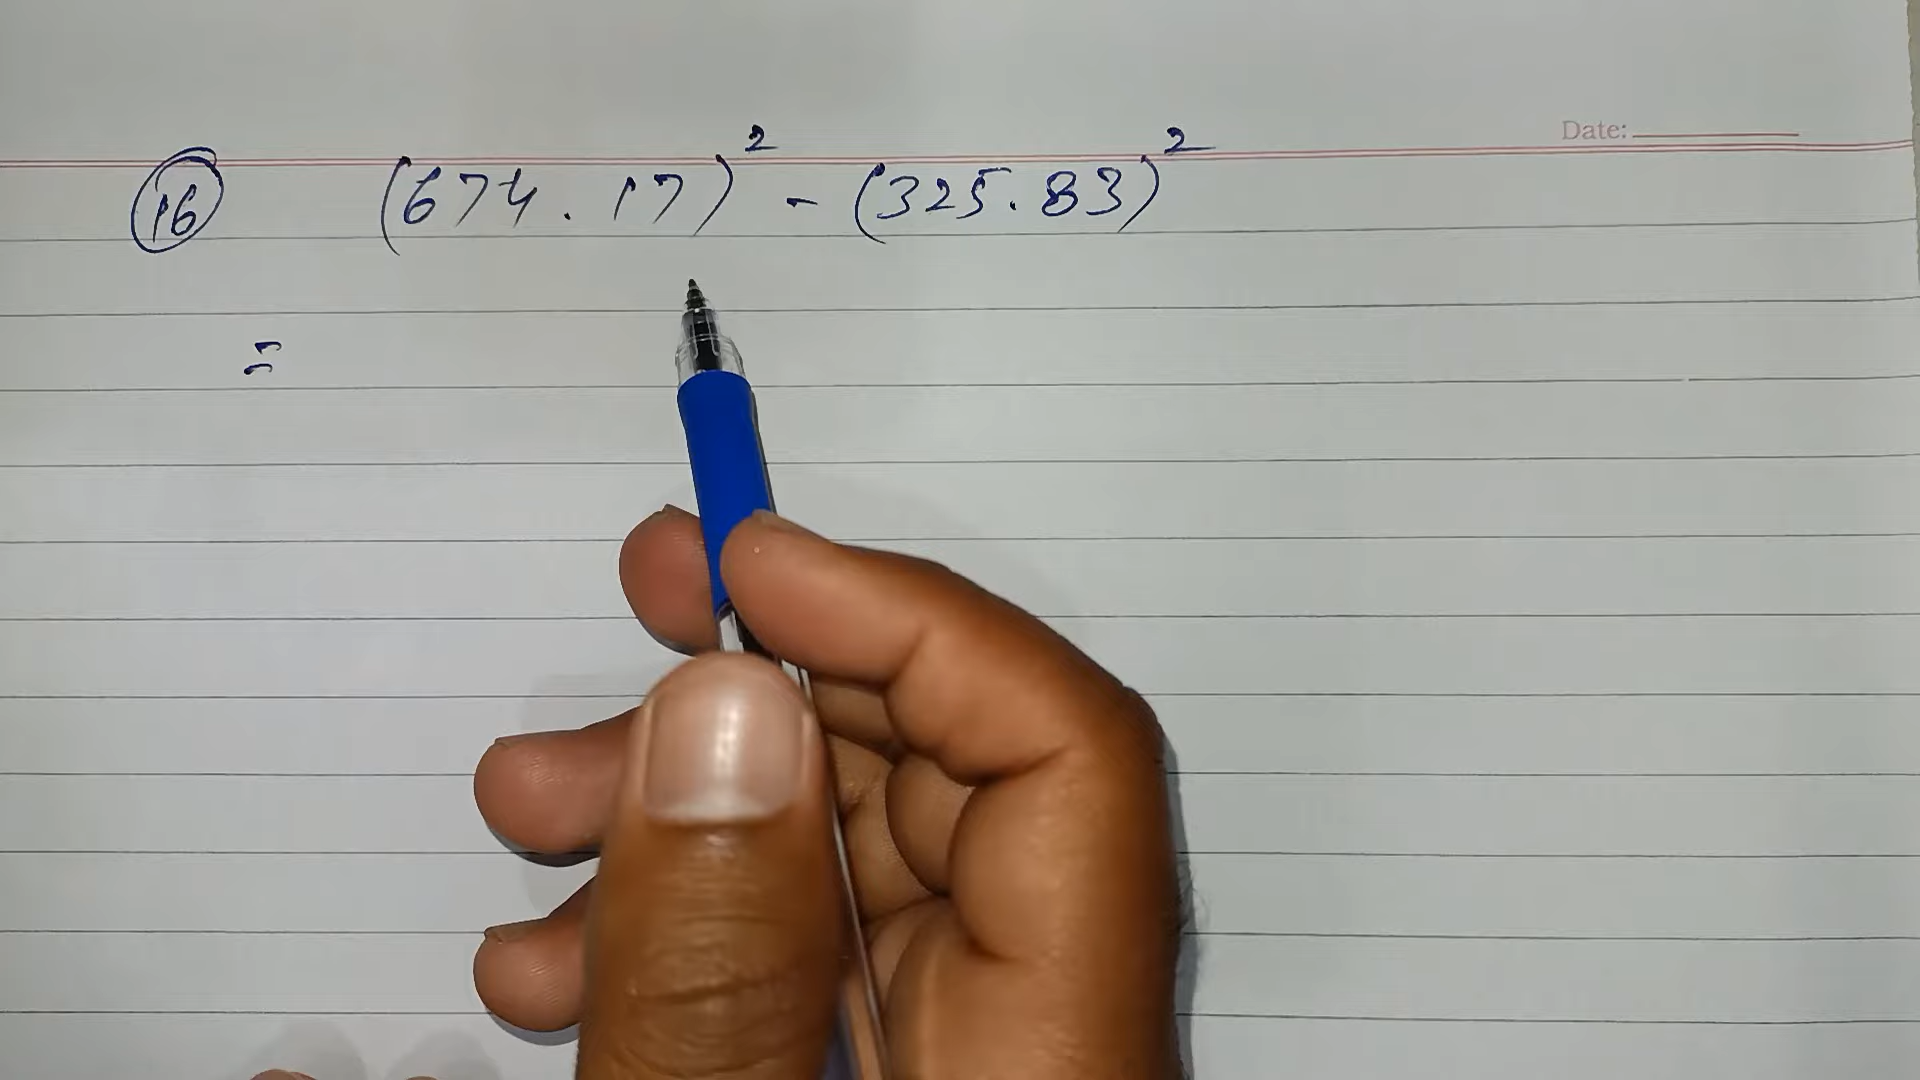 Date:
16 (674.17)² - (325.83)²
=